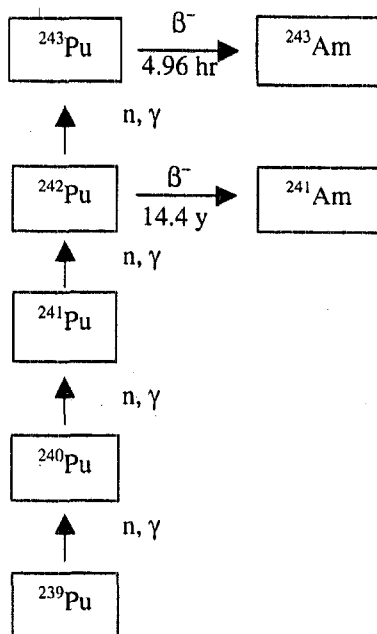 ²⁴³Pu β⁻ ²⁴³Am
4.96 hr
n, γ
²⁴²Pu β⁻ ²⁴¹Am
14.4 y
n, γ
²⁴¹Pu
n, γ
²⁴⁰Pu
n, γ
²³⁹Pu